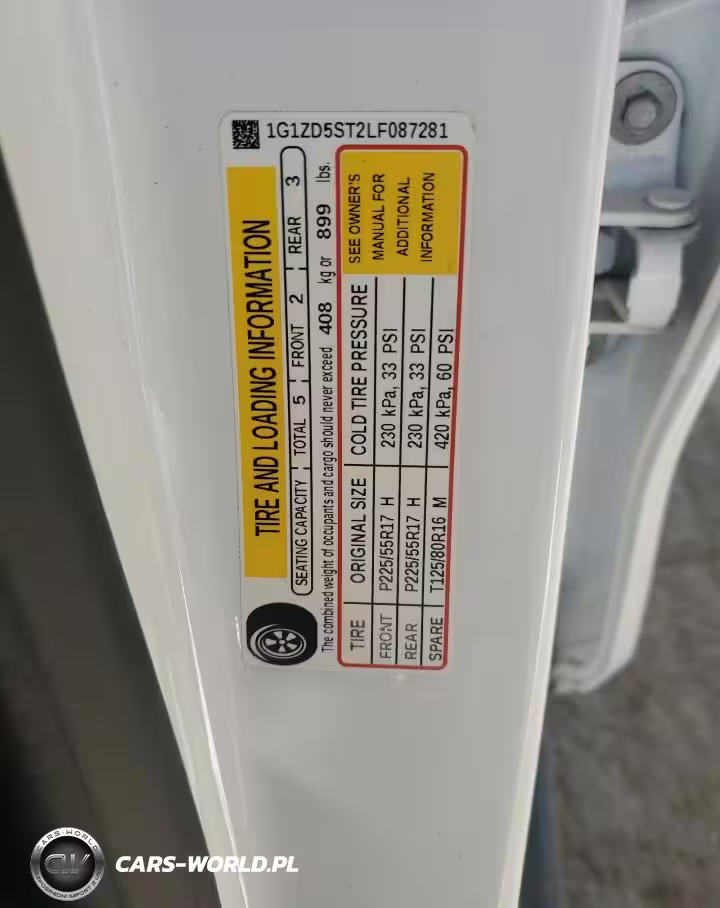 1G1ZD5ST2LF087281
TIRE AND LOADING INFORMATION
SEATING CAPACITY TOTAL 5 FRONT 2 REAR 3
The combined weight of occupants and cargo should never exceed 408 kg or 899 lbs.
TIRE ORIGINAL SIZE COLD TIRE PRESSURE
FRONT P225/55R17 H 230 kPa, 33 PSI
REAR P225/55R17 H 230 kPa, 33 PSI
SPARE T125/80R16 M 420 kPa, 60 PSI
SEE OWNER'S
MANUAL FOR
ADDITIONAL
INFORMATION
CARS-WORLD
CW
CARS-WORLD.PL